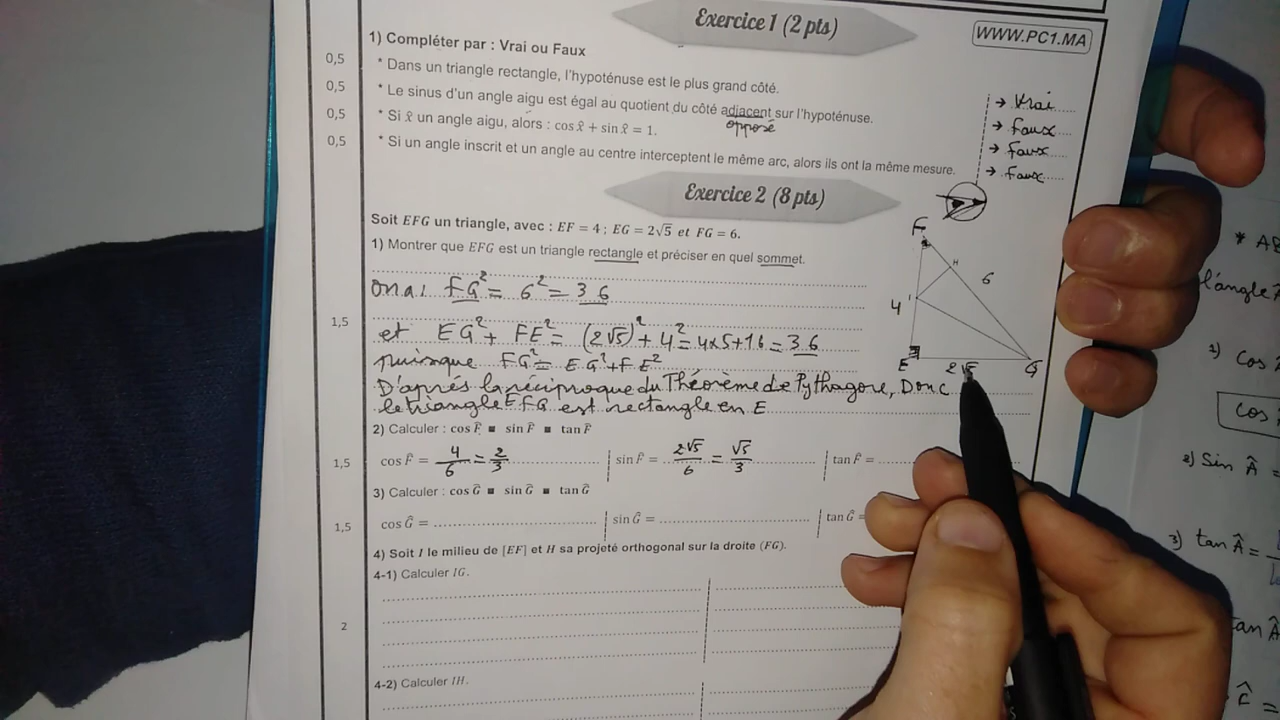 Exercice 1 (2 pts)
WWW.PC1.MA
1) Compléter par : Vrai ou Faux
0,5 * Dans un triangle rectangle, l'hypoténuse est le plus grand côté. → Vrai
0,5 * Le sinus d'un angle aigu est égal au quotient du côté adjacent sur l'hypoténuse. → Faux
opposé
0,5 * Si x̂ un angle aigu, alors : cos x̂ + sin x̂ = 1. → Faux
0,5 * Si un angle inscrit et un angle au centre interceptent le même arc, alors ils ont la même mesure. → Faux
Exercice 2 (8 pts)
Soit EFG un triangle, avec : EF = 4 ; EG = 2√5 et FG = 6.
1) Montrer que EFG est un triangle rectangle et préciser en quel sommet.
F
H
6
4
I
E 2√5 G
on a : FG² = 6² = 36
1,5
et EG² + FE² = (2√5)² + 4² = 4x5+16 = 36
puisque FG² = EG² + FE²
D'aprés la réciproque du Théorème de Pythagore, Donc
le triangle EFG est rectangle en E
2) Calculer : cos F̂ ■ sin F̂ ■ tan F̂
1,5 cos F̂ = 4/6 = 2/3 sin F̂ = 2√5/6 = √5/3 tan F̂ =
3) Calculer : cos Ĝ ■ sin Ĝ ■ tan Ĝ
1,5 cos Ĝ = sin Ĝ = tan Ĝ =
4) Soit I le milieu de [EF] et H sa projeté orthogonal sur la droite (FG).
4-1) Calculer IG.
2
4-2) Calculer IH.
* AB
l'angle
1) cos
cos
2) Sin Â =
3) tan Â =
tan Â
Ĉ =